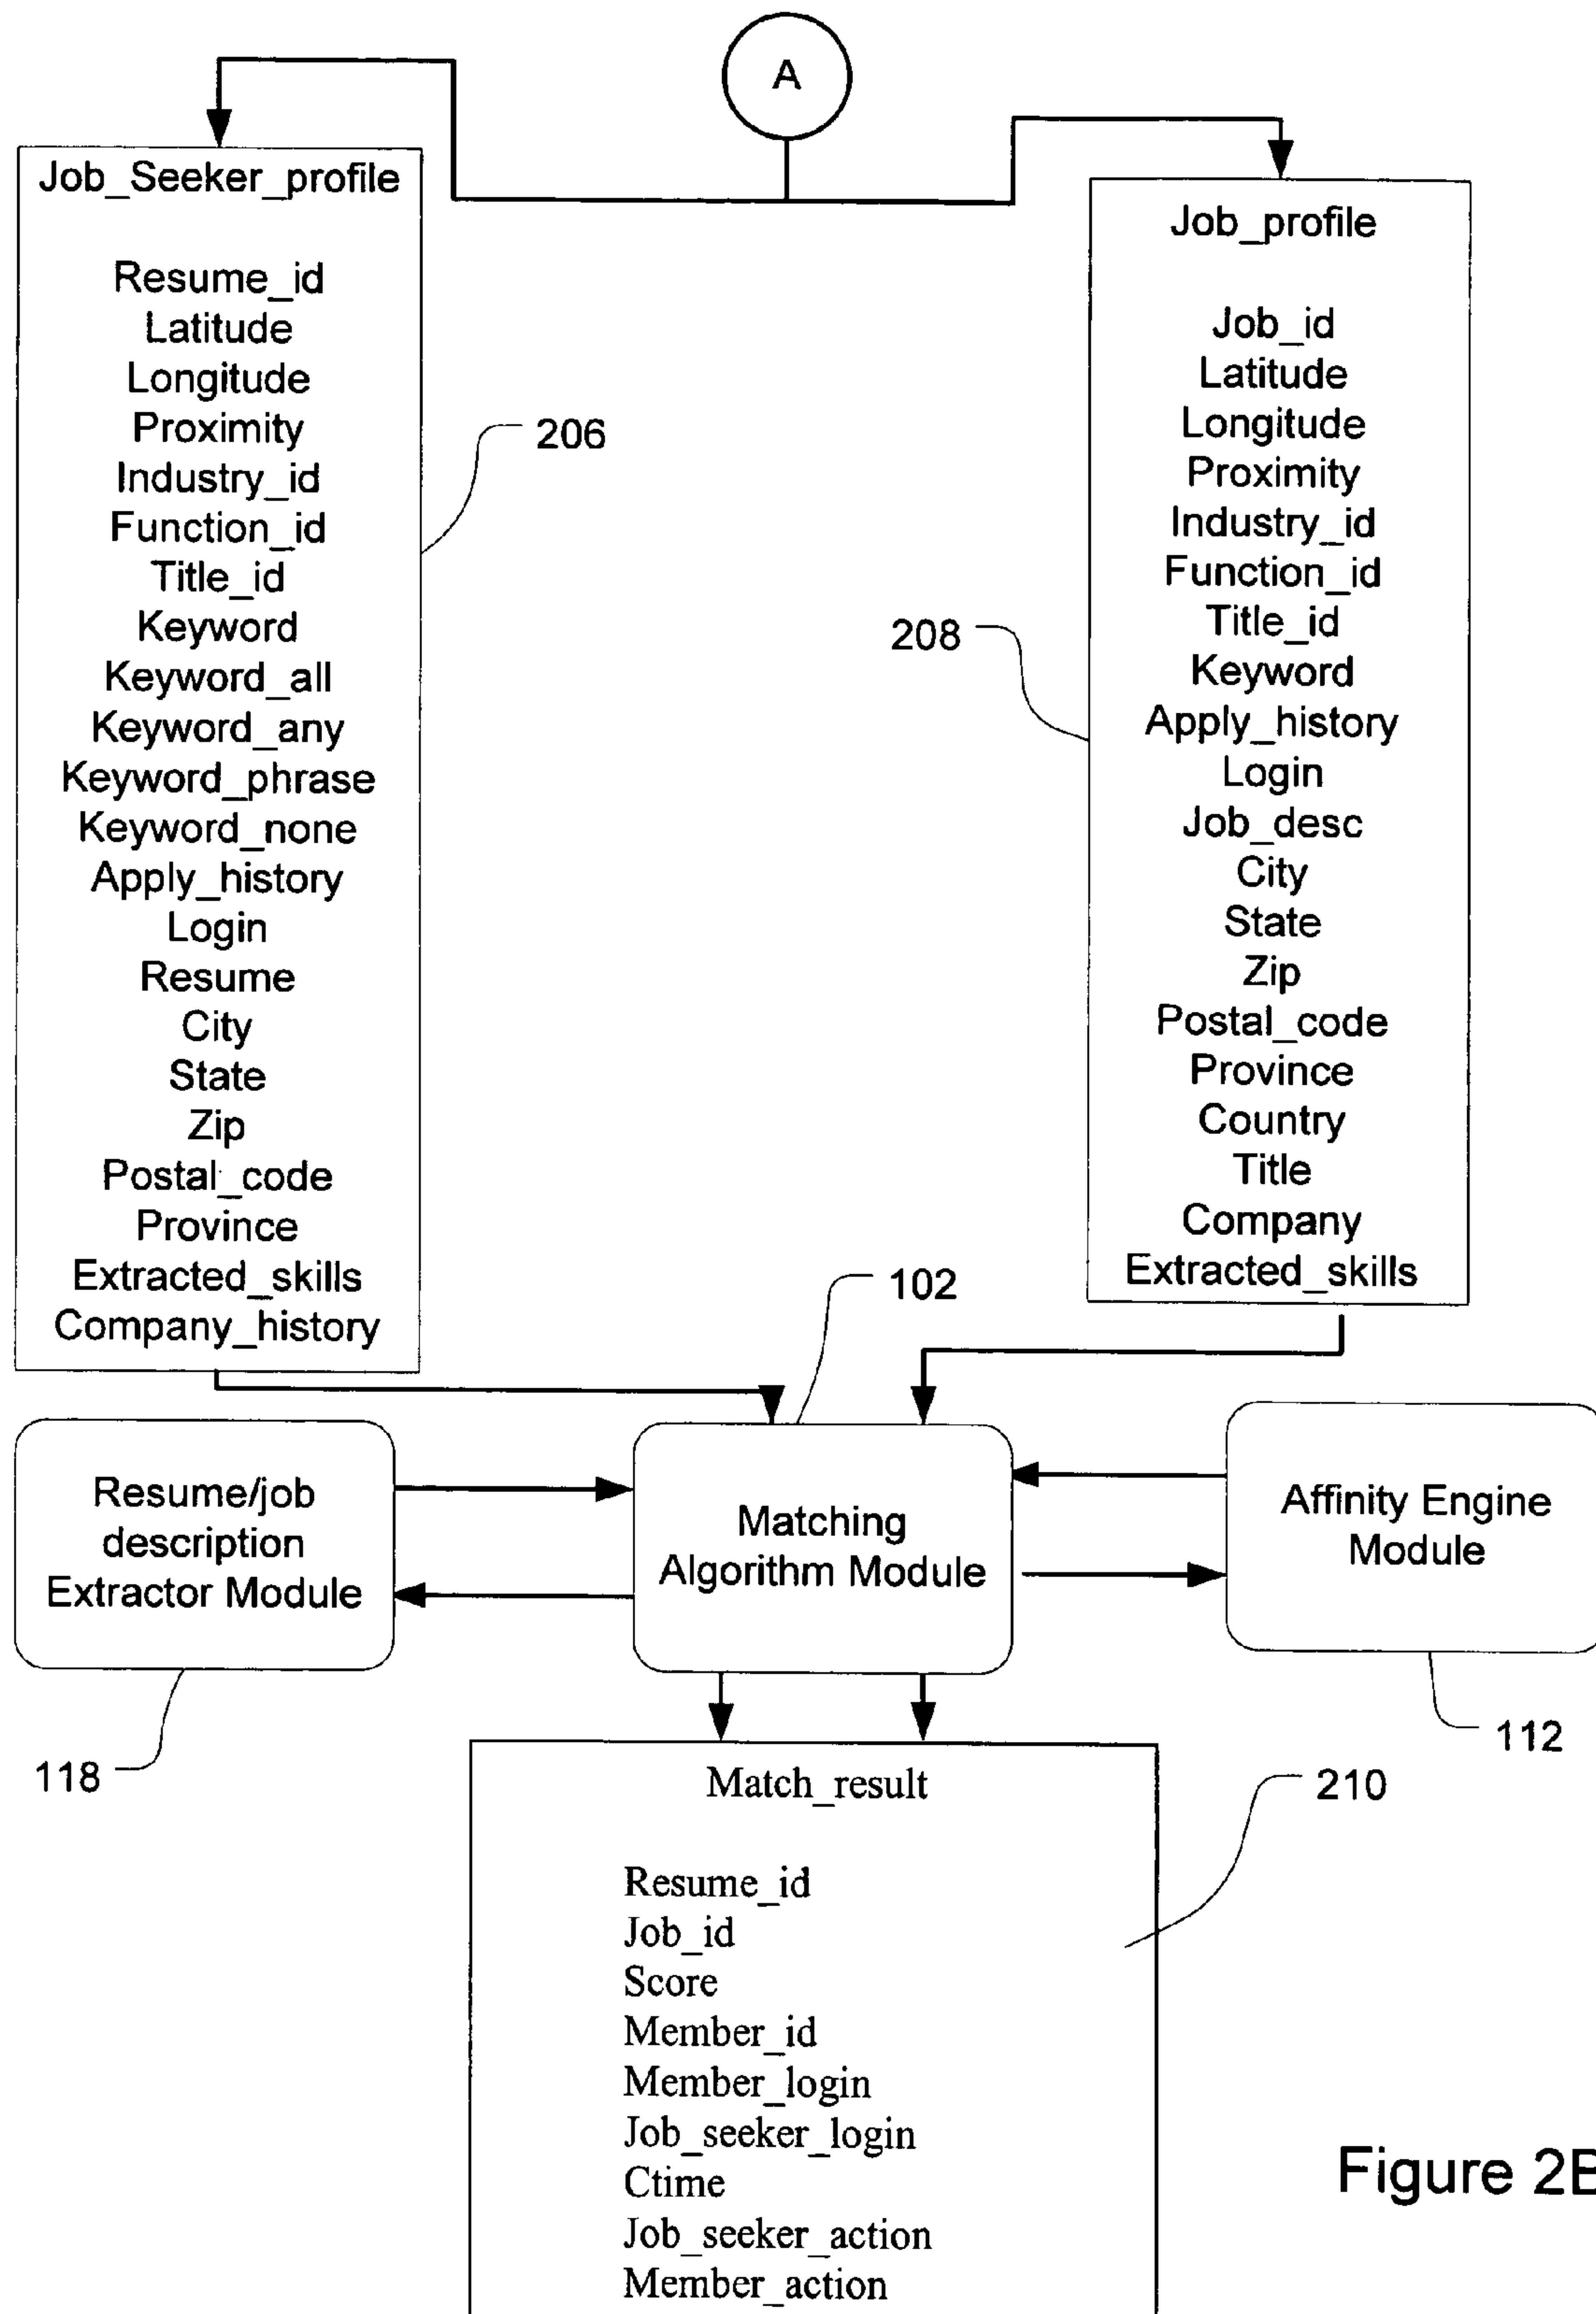 A
Job_Seeker_profile
Resume_id
Latitude
Longitude
Proximity
Industry_id
Function_id
Title_id
Keyword
Keyword_all
Keyword_any
Keyword_phrase
Keyword_none
Apply_history
Login
Resume
City
State
Zip
Postal_code
Province
Extracted_skills
Company_history
206
Job_profile
Job_id
Latitude
Longitude
Proximity
Industry_id
Function_id
Title_id
Keyword
Apply_history
Login
Job_desc
City
State
Zip
Postal_code
Province
Country
Title
Company
Extracted_skills
208
102
Resume/job
description
Extractor Module
118
Matching
Algorithm Module
Affinity Engine
Module
112
Match_result
Resume_id
Job_id
Score
Member_id
Member_login
Job_seeker_login
Ctime
Job_seeker_action
Member_action
210
Figure 2B